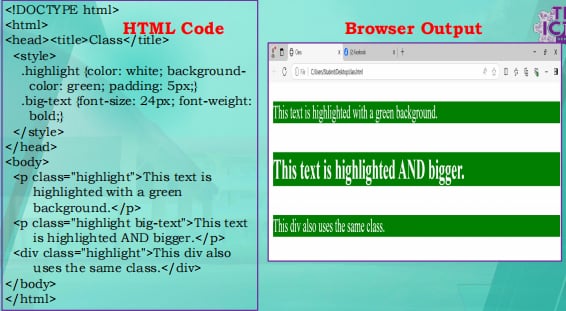 <!DOCTYPE html>
<html>
<head><title>Class</title>
<style>
.highlight {color: white; background-
color: green; padding: 5px;}
.big-text {font-size: 24px; font-weight:
bold;}
</style>
</head>
<body>
<p class="highlight">This text is
highlighted with a green
background.</p>
<p class="highlight big-text">This text
is highlighted AND bigger.</p>
<div class="highlight">This div also
uses the same class.</div>
</body>
</html>
HTML Code
Browser Output
Class
(2) Facebook
File
C:/Users/Student/Desktop/class.html
This text is highlighted with a green background.
This text is highlighted AND bigger.
This div also uses the same class.